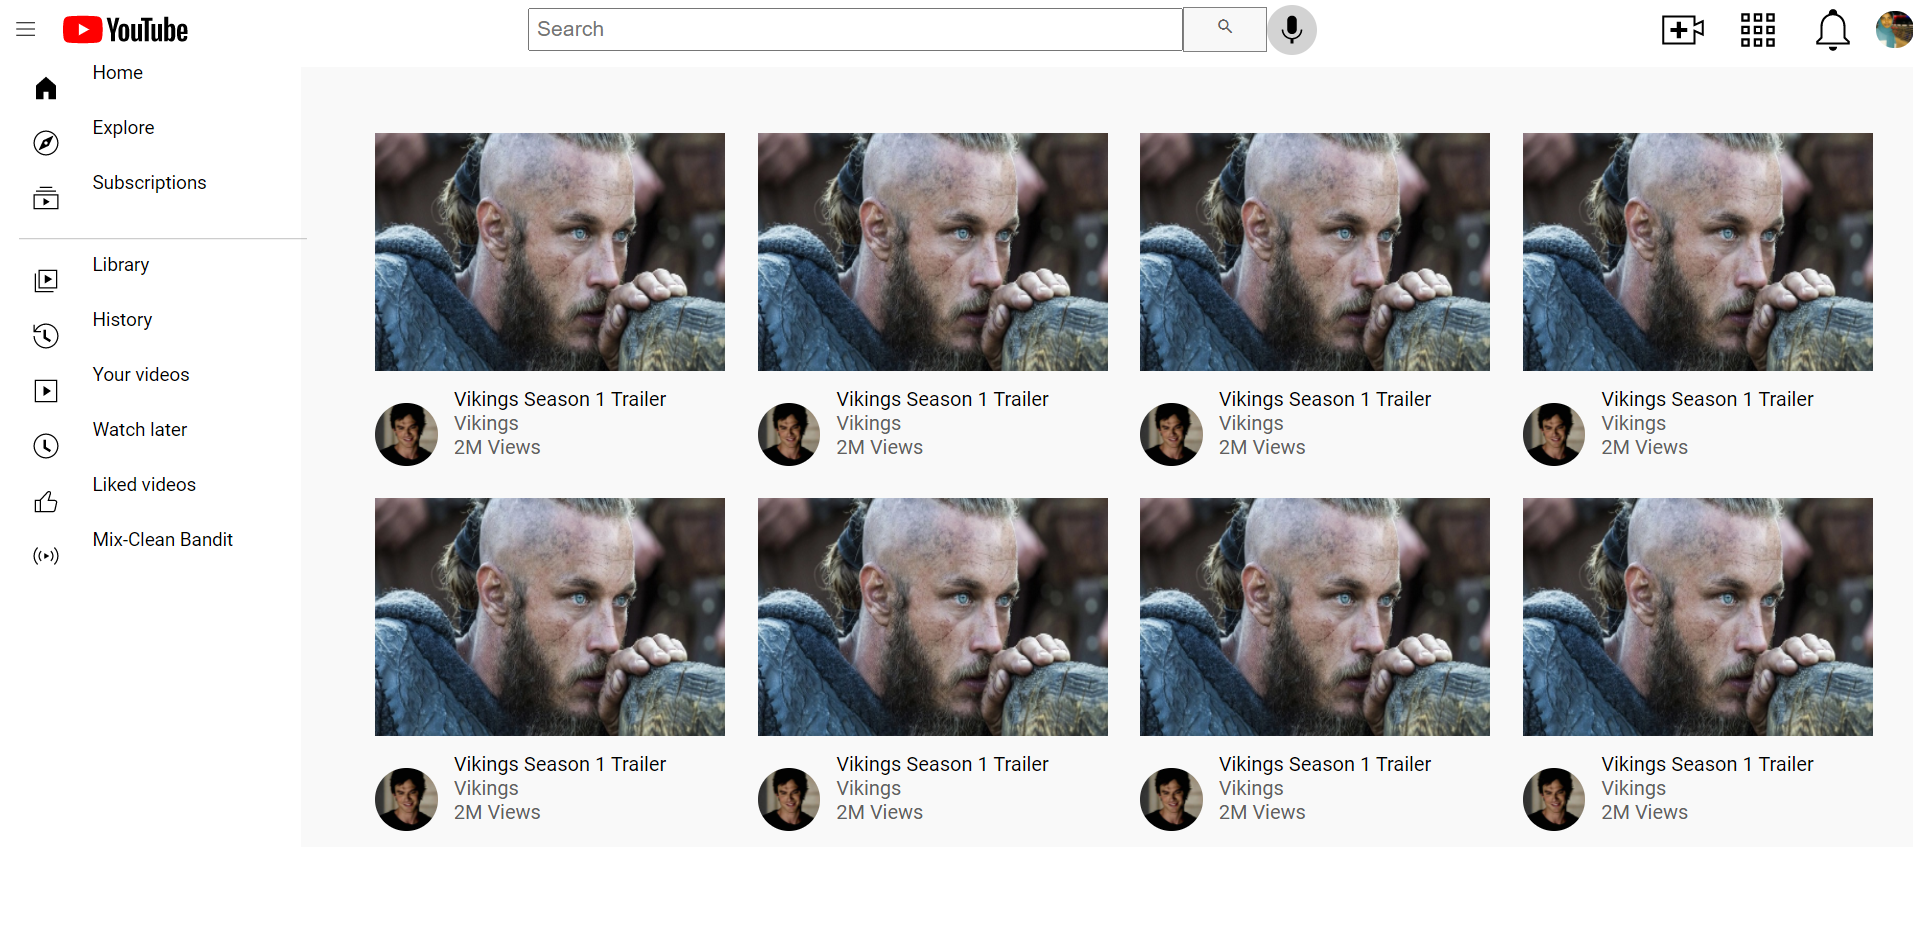 YouTube
Search
Home
Explore
Subscriptions
Library
History
Your videos
Watch later
Liked videos
Mix-Clean Bandit
Vikings Season 1 Trailer
Vikings
2M Views
Vikings Season 1 Trailer
Vikings
2M Views
Vikings Season 1 Trailer
Vikings
2M Views
Vikings Season 1 Trailer
Vikings
2M Views
Vikings Season 1 Trailer
Vikings
2M Views
Vikings Season 1 Trailer
Vikings
2M Views
Vikings Season 1 Trailer
Vikings
2M Views
Vikings Season 1 Trailer
Vikings
2M Views